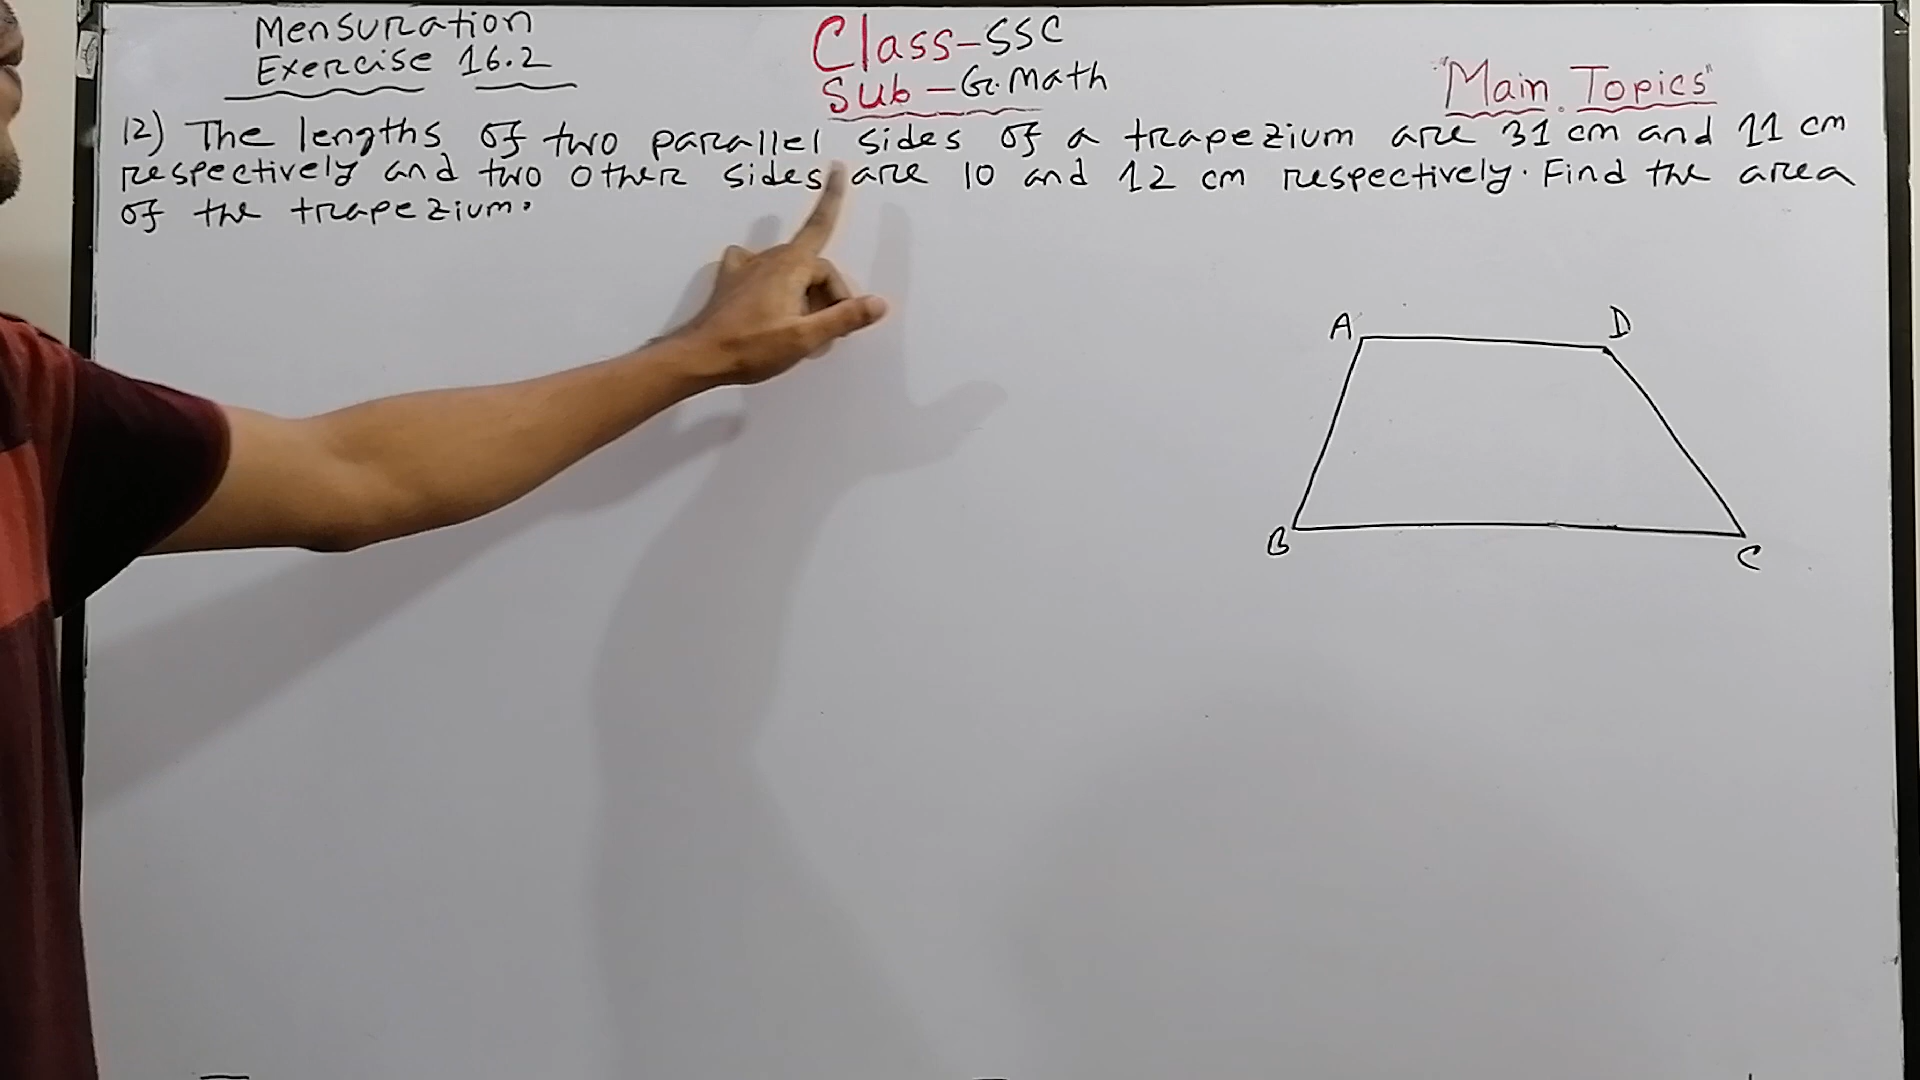 Mensuration
Exercise 16.2
Class-SSC
Sub-G.Math
"Main Topics"
12) The lengths of two parallel sides of a trapezium are 31 cm and 11 cm
respectively and two other sides are 10 and 12 cm respectively. Find the area
of the trapezium.
A D
B C